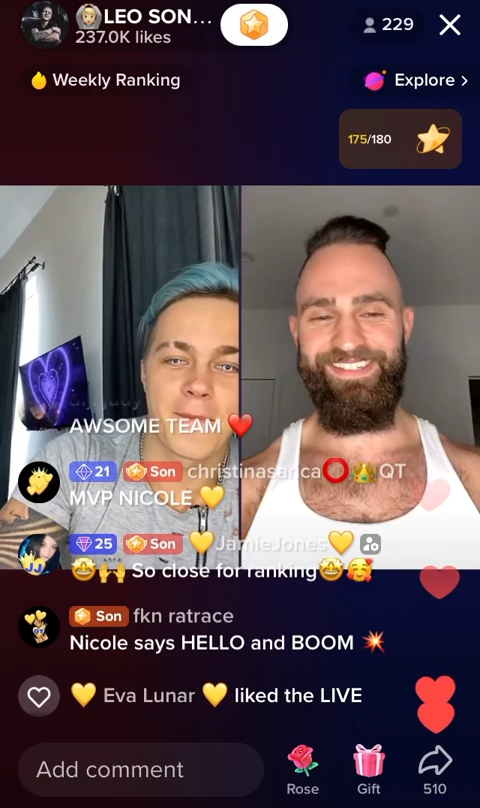 LEO SON...
237.0K likes
229
Weekly Ranking
Explore >
175/180
AWSOME TEAM ❤️
21 Son christinasarica⭕👑QT
MVP NICOLE 💛
25 Son 💛JamieJones💛
🤩🙌 So close for ranking🤩🥰
Son fkn ratrace
Nicole says HELLO and BOOM 💥
💛 Eva Lunar 💛 liked the LIVE
Add comment
Rose
Gift
510